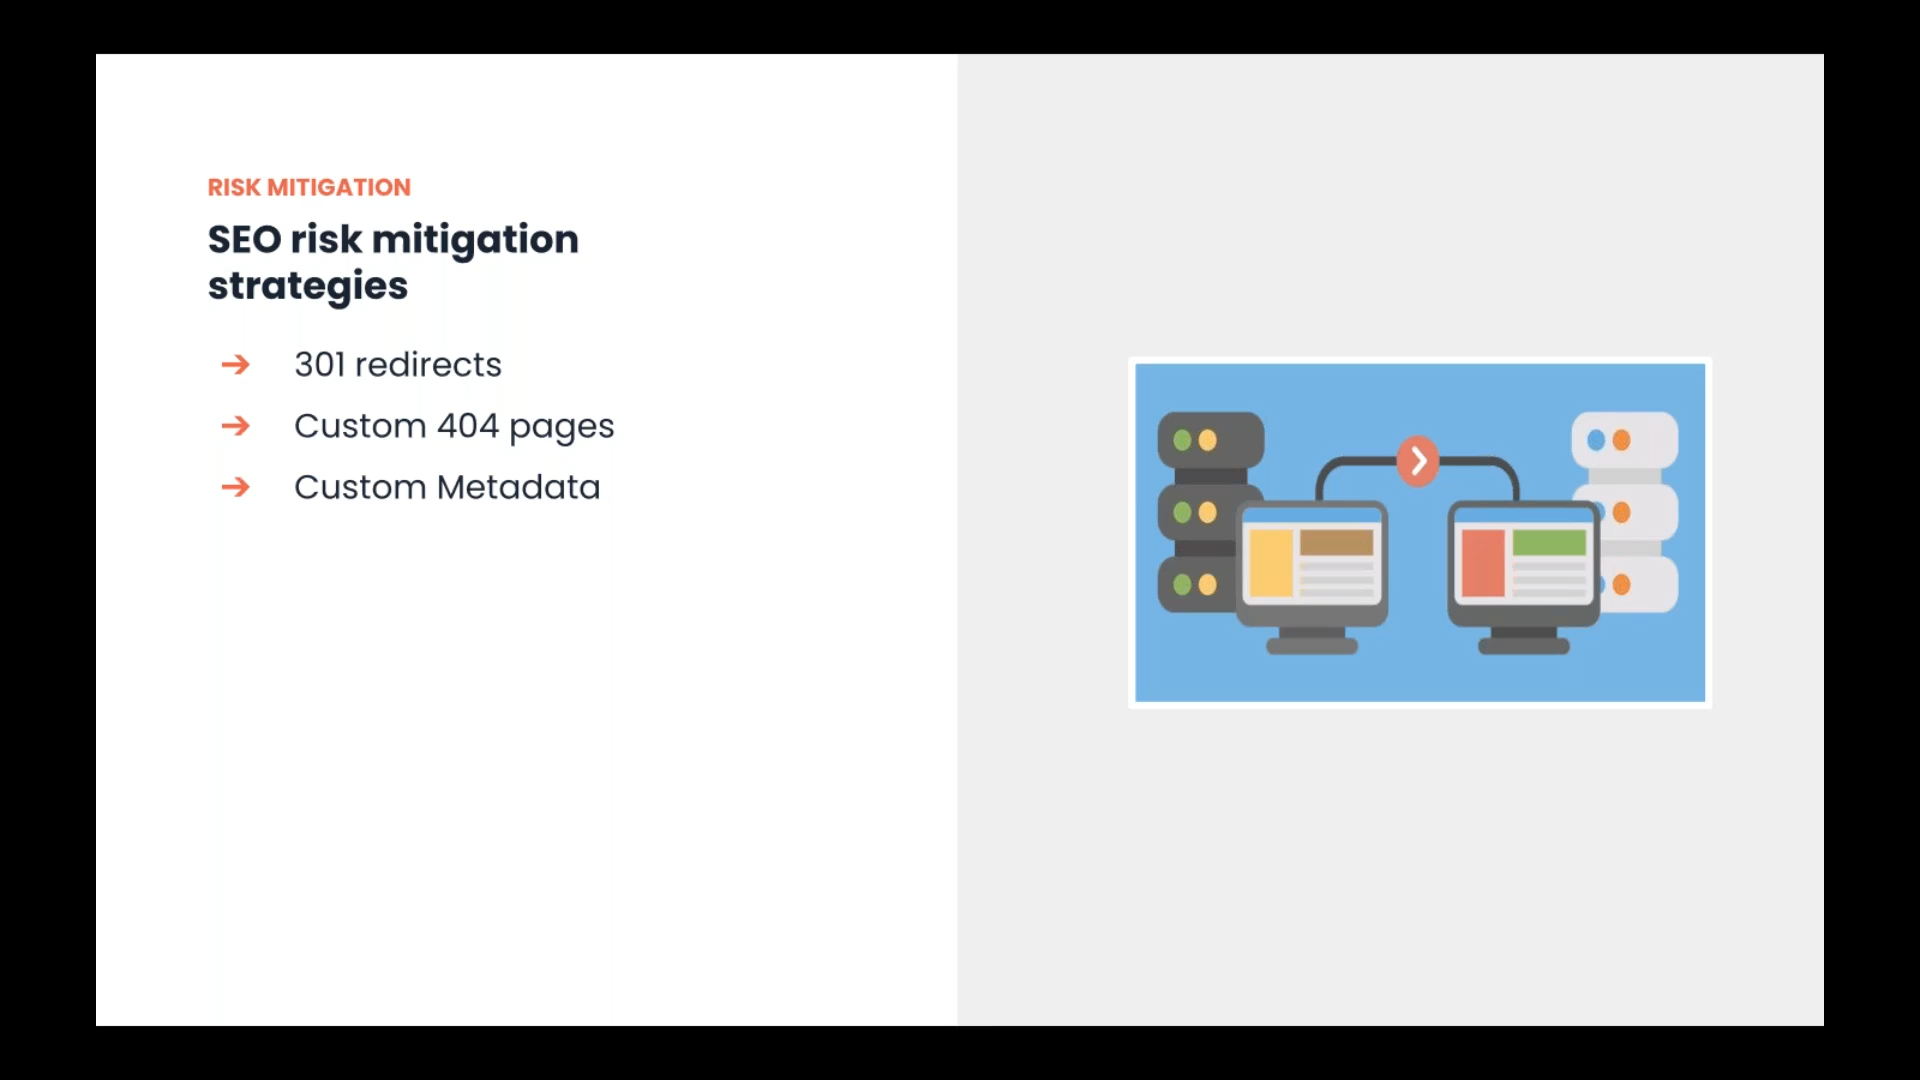 RISK MITIGATION
SEO risk mitigation
strategies
301 redirects
Custom 404 pages
Custom Metadata